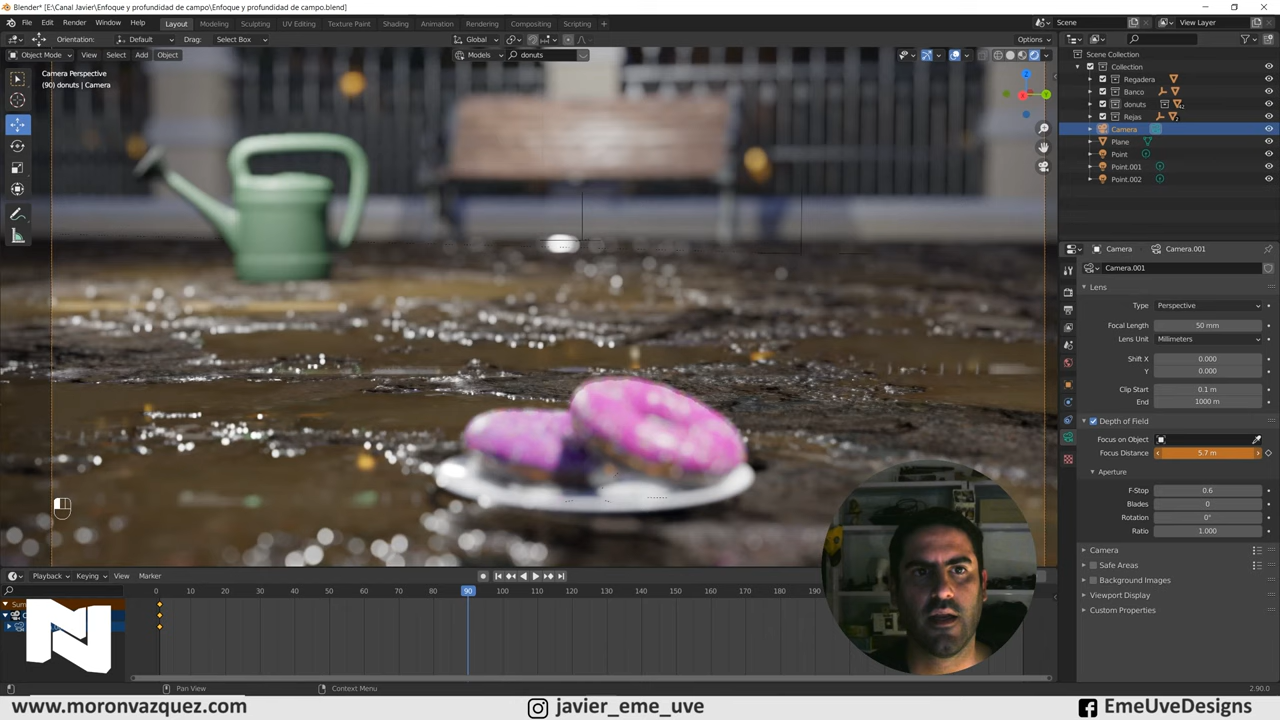 Blender* [E:\Canal Javier\Enfoque y profundidad de campo\Enfoque y profundidad de campo.blend]
File Edit Render Window Help Layout Modeling Sculpting UV Editing Texture Paint Shading Animation Rendering Compositing Scripting + Scene View Layer
Orientation: Default Drag: Select Box Global Options
Object Mode View Select Add Object Models donuts
Camera Perspective
(90) donuts | Camera
Scene Collection
Collection
Regadera
Banco
donuts
Rejas
Camera
Plane
Point
Point.001
Point.002
Camera Camera.001
Camera.001
Lens
Type Perspective
Focal Length 50 mm
Lens Unit Millimeters
Shift X 0.000
Y 0.000
Clip Start 0.1 m
End 1000 m
Depth of Field
Focus on Object
Focus Distance 5.7 m
Aperture
F-Stop 0.6
Blades 0
Rotation 0°
Ratio 1.000
Camera
Safe Areas
Background Images
Viewport Display
Custom Properties
Playback Keying View Marker
0 10 20 30 40 50 60 70 80 90 100 110 120 130 140 150 160 170 180 190
N
Pan View Context Menu 2.90.0
www.moronvazquez.com javier_eme_uve EmeUveDesigns